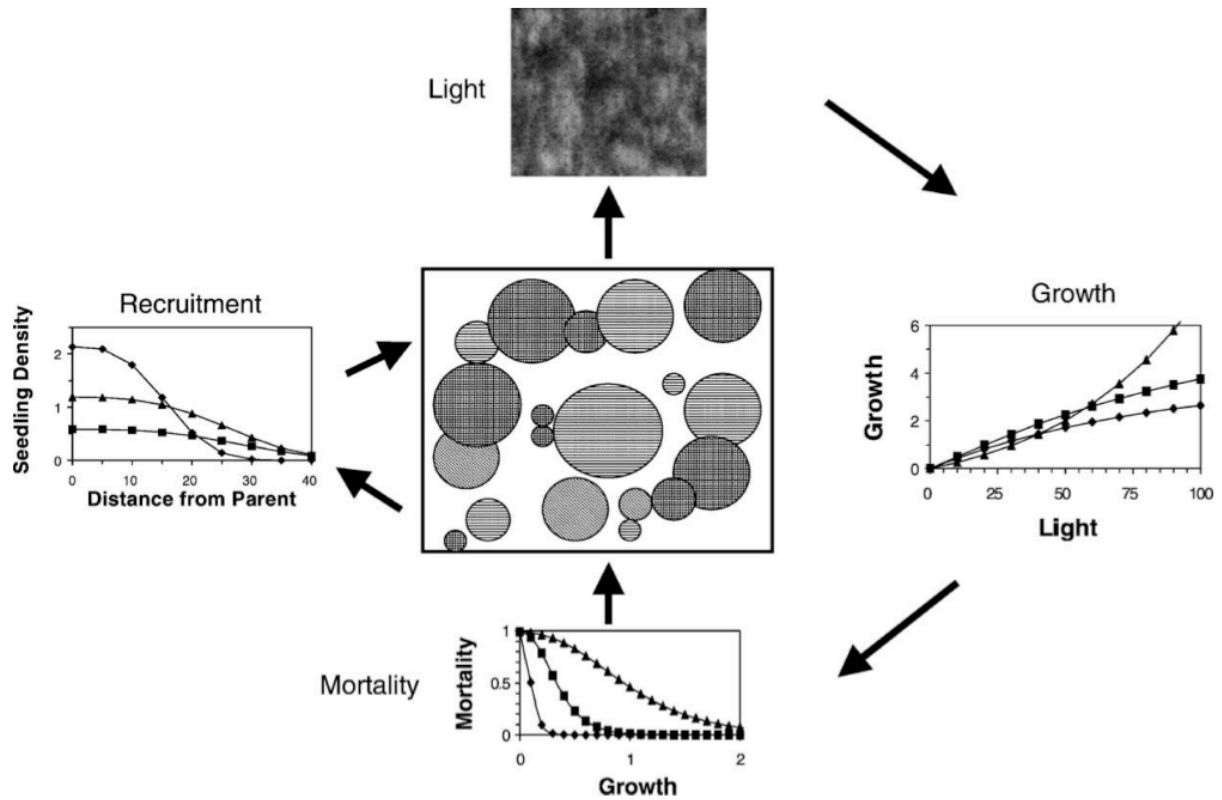 Light
Recruitment
Seedling Density
2
1
0
0 10 20 30 40
Distance from Parent
Growth
Growth
6
4
2
0
0 25 50 75 100
Light
Mortality
Mortality
1
0.5
0
0 1 2
Growth